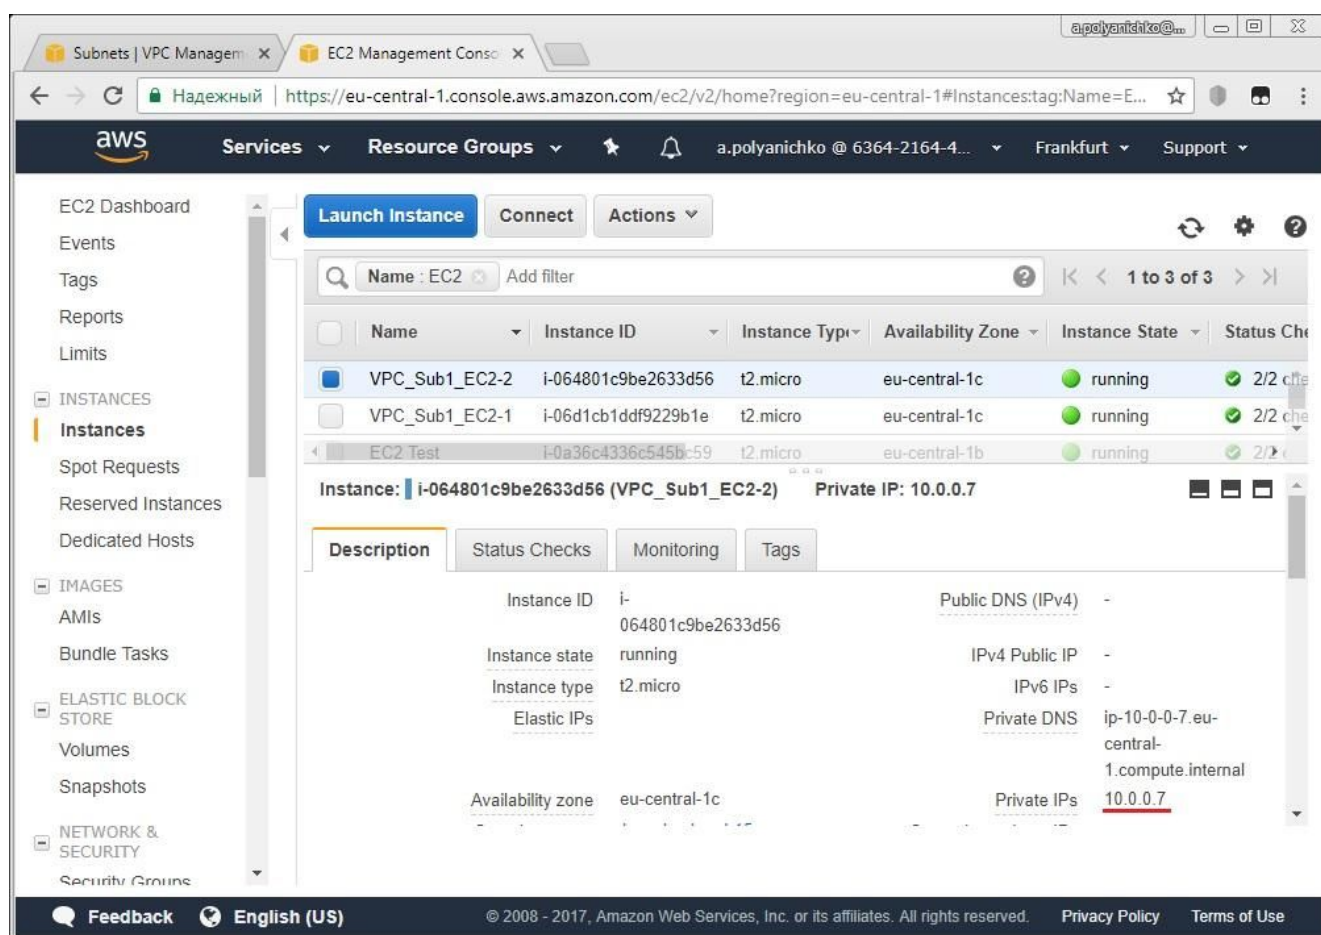 a.polyanichko@...
Subnets | VPC Managem
EC2 Management Conso
Надежный https://eu-central-1.console.aws.amazon.com/ec2/v2/home?region=eu-central-1#Instances:tag:Name=E...
aws Services Resource Groups a.polyanichko @ 6364-2164-4... Frankfurt Support
EC2 Dashboard
Events
Tags
Reports
Limits
INSTANCES
Instances
Spot Requests
Reserved Instances
Dedicated Hosts
IMAGES
AMIs
Bundle Tasks
ELASTIC BLOCK
STORE
Volumes
Snapshots
NETWORK &
SECURITY
Security Groups
Launch Instance Connect Actions
Name : EC2 Add filter 1 to 3 of 3
Name Instance ID Instance Type Availability Zone Instance State Status Che
VPC_Sub1_EC2-2 i-064801c9be2633d56 t2.micro eu-central-1c running 2/2 che
VPC_Sub1_EC2-1 i-06d1cb1ddf9229b1e t2.micro eu-central-1c running 2/2 che
EC2 Test i-0a36c4336c545bc59 t2.micro eu-central-1b running 2/2 c
Instance: i-064801c9be2633d56 (VPC_Sub1_EC2-2) Private IP: 10.0.0.7
Description Status Checks Monitoring Tags
Instance ID i-
064801c9be2633d56
Public DNS (IPv4) -
Instance state running
IPv4 Public IP -
Instance type t2.micro
IPv6 IPs -
Elastic IPs
Private DNS ip-10-0-0-7.eu-
central-
1.compute.internal
Availability zone eu-central-1c
Private IPs 10.0.0.7
Feedback English (US) © 2008 - 2017, Amazon Web Services, Inc. or its affiliates. All rights reserved. Privacy Policy Terms of Use